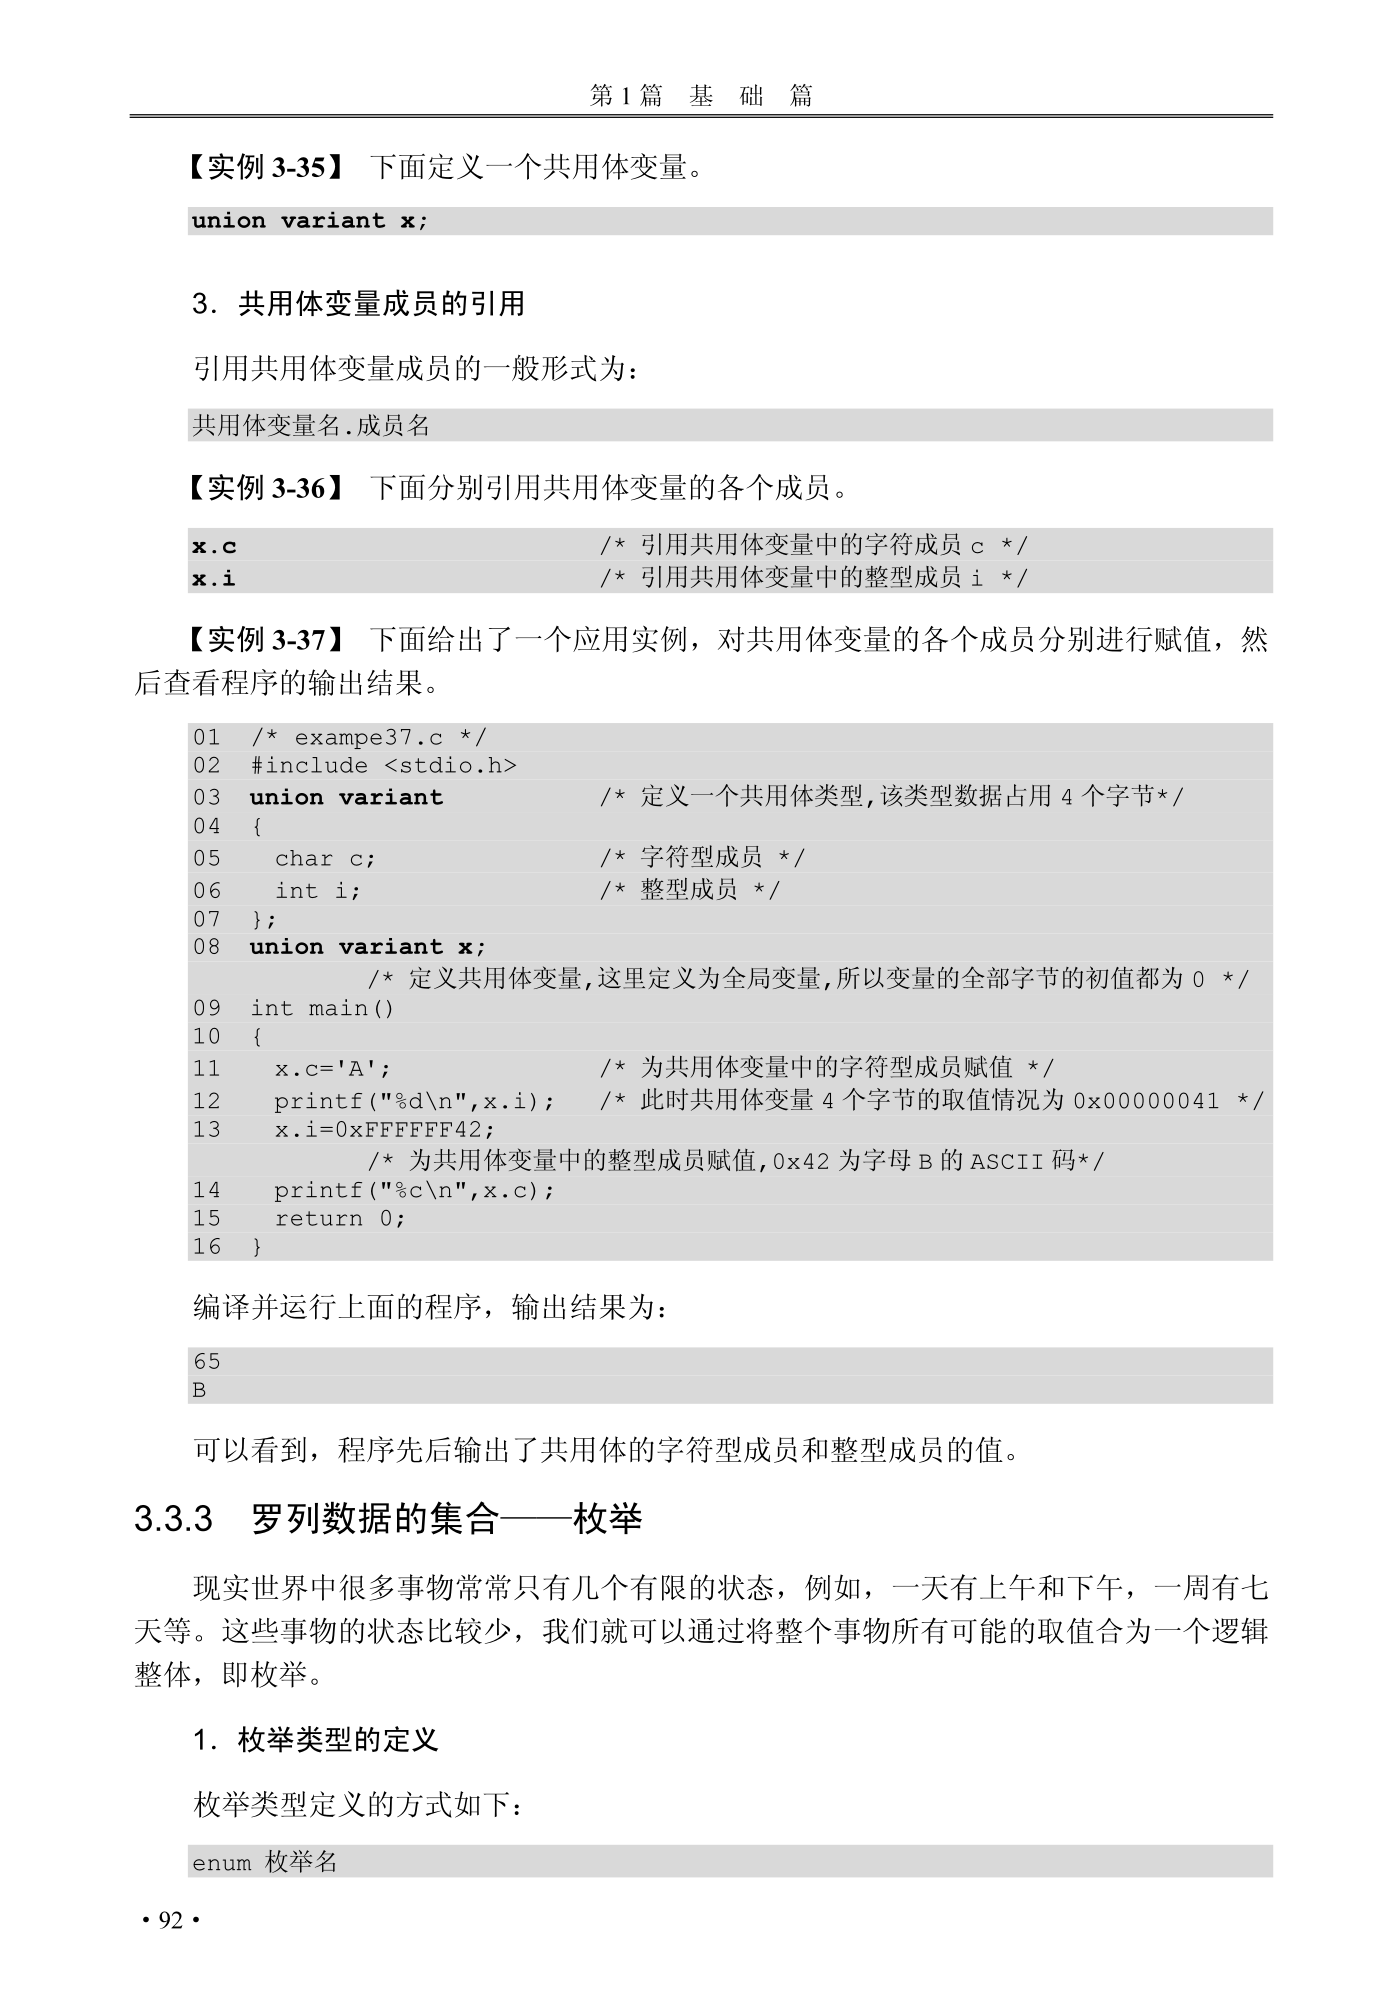 第1篇 基 础 篇
【实例 3-35】 下面定义一个共用体变量。
union variant x;
3．共用体变量成员的引用
引用共用体变量成员的一般形式为：
共用体变量名.成员名
【实例 3-36】 下面分别引用共用体变量的各个成员。
x.c /* 引用共用体变量中的字符成员 c */
x.i /* 引用共用体变量中的整型成员 i */
【实例 3-37】 下面给出了一个应用实例，对共用体变量的各个成员分别进行赋值，然
后查看程序的输出结果。
01 /* exampe37.c */
02 #include <stdio.h>
03 union variant /* 定义一个共用体类型,该类型数据占用 4 个字节*/
04 {
05 char c; /* 字符型成员 */
06 int i; /* 整型成员 */
07 };
08 union variant x;
/* 定义共用体变量,这里定义为全局变量,所以变量的全部字节的初值都为 0 */
09 int main()
10 {
11 x.c='A'; /* 为共用体变量中的字符型成员赋值 */
12 printf("%d\n",x.i); /* 此时共用体变量 4 个字节的取值情况为 0x00000041 */
13 x.i=0xFFFFFF42;
/* 为共用体变量中的整型成员赋值,0x42 为字母 B 的 ASCII 码*/
14 printf("%c\n",x.c);
15 return 0;
16 }
编译并运行上面的程序，输出结果为：
65
B
可以看到，程序先后输出了共用体的字符型成员和整型成员的值。
3.3.3 罗列数据的集合——枚举
现实世界中很多事物常常只有几个有限的状态，例如，一天有上午和下午，一周有七
天等。这些事物的状态比较少，我们就可以通过将整个事物所有可能的取值合为一个逻辑
整体，即枚举。
1．枚举类型的定义
枚举类型定义的方式如下：
enum 枚举名
·92·